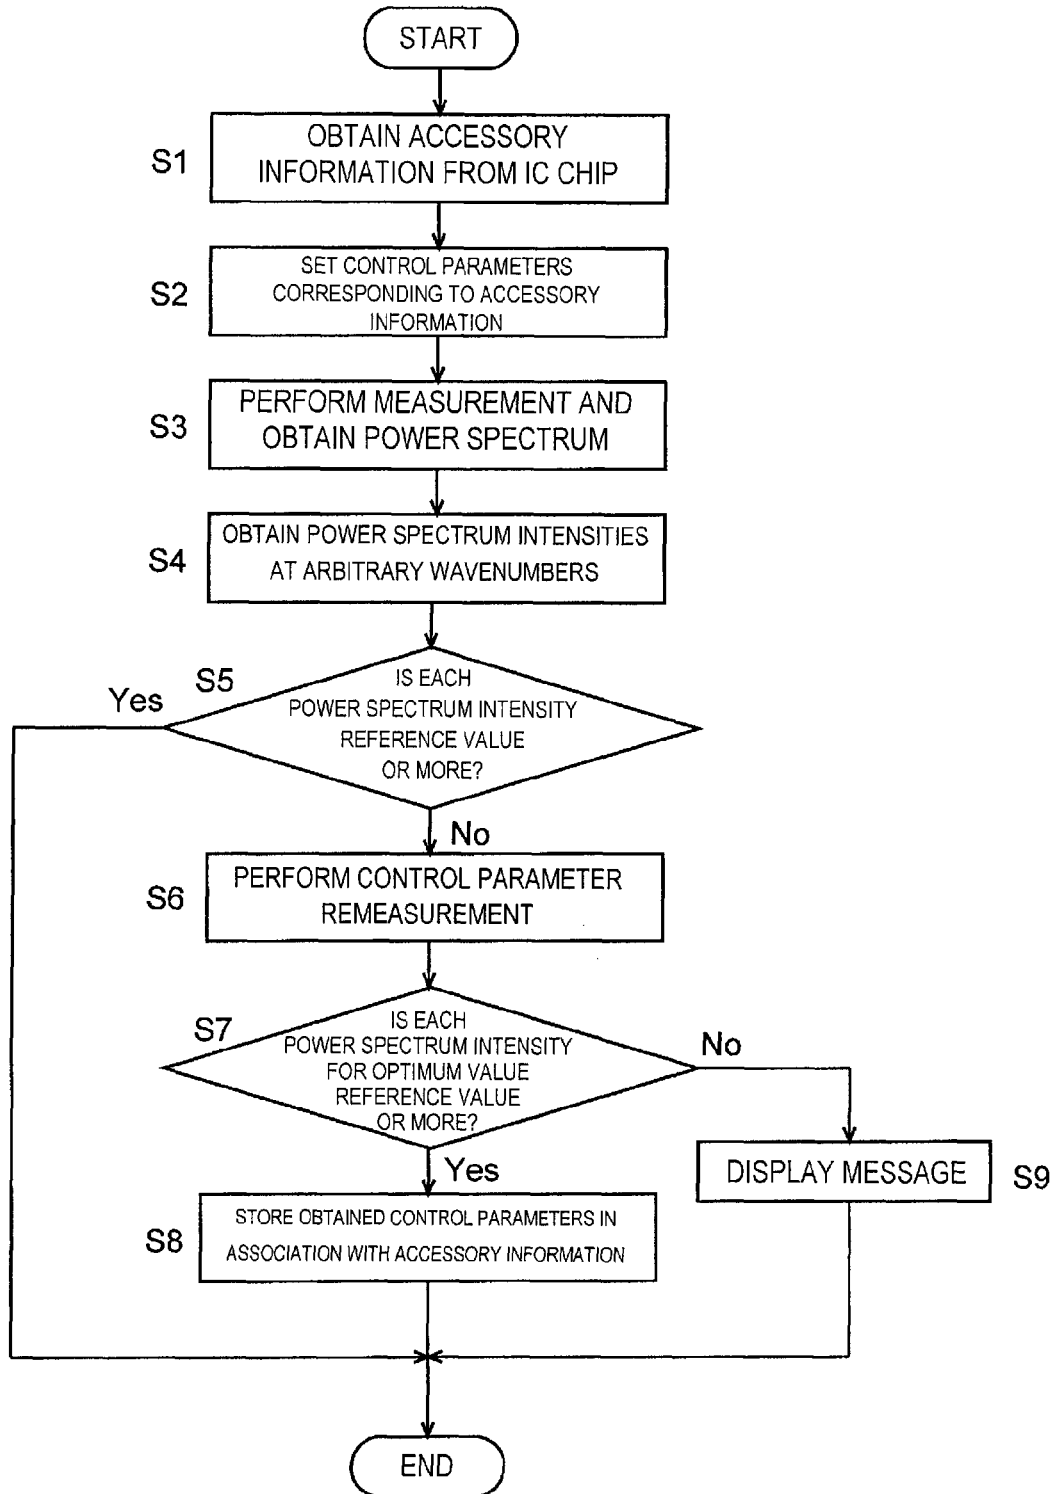 START
S1
OBTAIN ACCESSORY
INFORMATION FROM IC CHIP
S2
SET CONTROL PARAMETERS
CORRESPONDING TO ACCESSORY
INFORMATION
S3
PERFORM MEASUREMENT AND
OBTAIN POWER SPECTRUM
S4
OBTAIN POWER SPECTRUM INTENSITIES
AT ARBITRARY WAVENUMBERS
S5
Yes
IS EACH
POWER SPECTRUM INTENSITY
REFERENCE VALUE
OR MORE?
No
S6
PERFORM CONTROL PARAMETER
REMEASUREMENT
S7
IS EACH
POWER SPECTRUM INTENSITY
FOR OPTIMUM VALUE
REFERENCE VALUE
OR MORE?
No
Yes
DISPLAY MESSAGE
S9
S8
STORE OBTAINED CONTROL PARAMETERS IN
ASSOCIATION WITH ACCESSORY INFORMATION
END